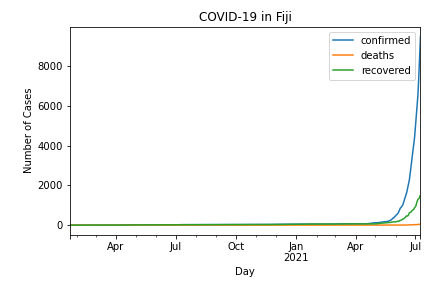 COVID-19 in Fiji
confirmed
deaths
recovered
Number of Cases
8000
6000
4000
2000
0
Apr Jul Oct Jan Apr Jul
2021
Day